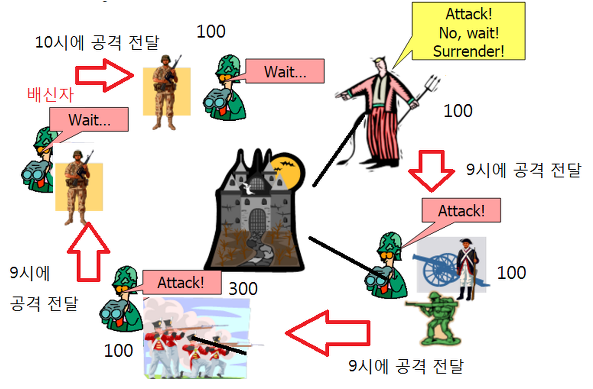 10시에 공격 전달
100
Wait...
Attack!
No, wait!
Surrender!
100
배신자
Wait...
9시에 공격 전달
Attack!
100
9시에
공격 전달
Attack!
300
100
9시에 공격 전달